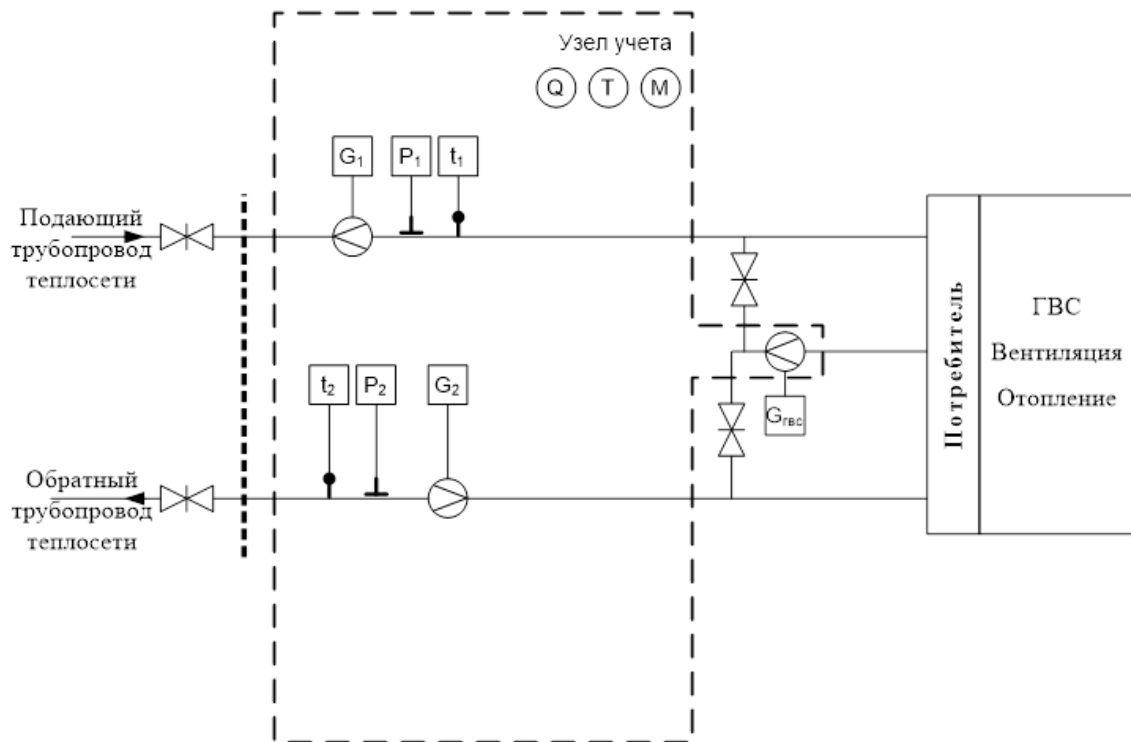 Узел учета
Q T M
G₁ P₁ t₁
Подающий
трубопровод
теплосети
t₂ P₂ G₂
Gгвс
Обратный
трубопровод
теплосети
Потребитель
ГВС
Вентиляция
Отопление